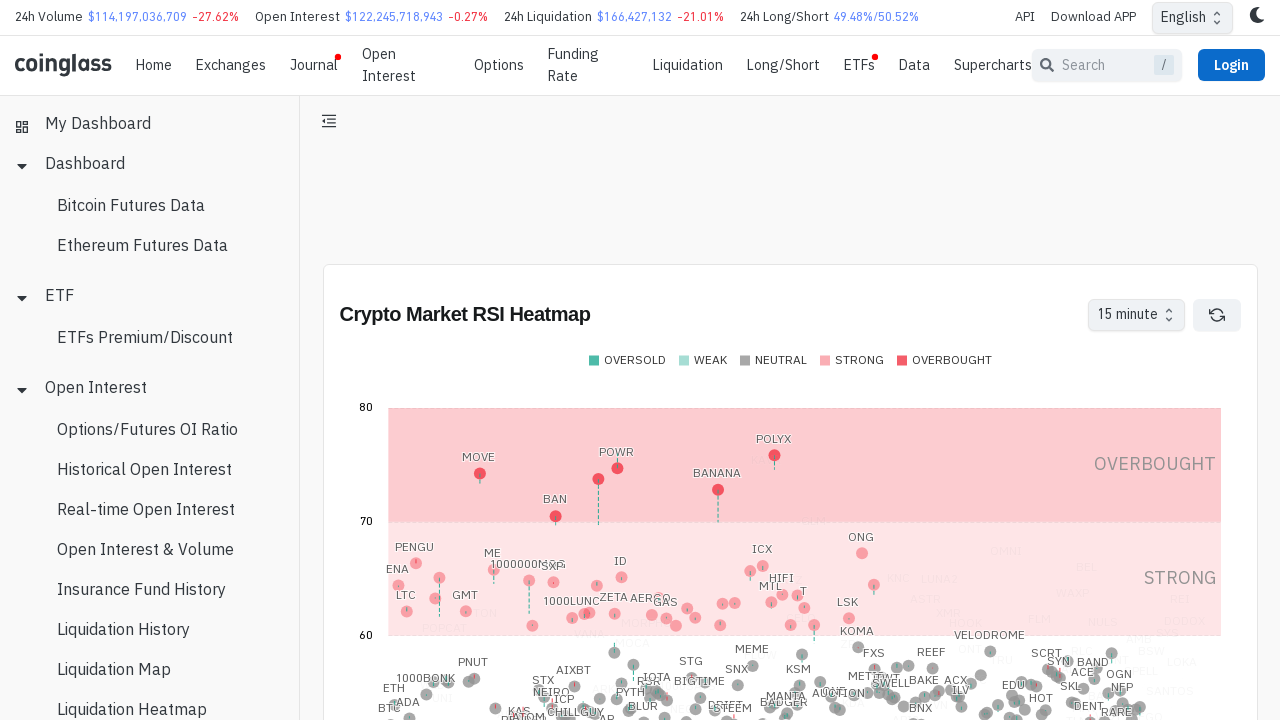 24h Volume $114,197,036,709 -27.62% Open Interest $122,245,718,943 -0.27% 24h Liquidation $166,427,132 -21.01% 24h Long/Short 49.48%/50.52% API Download APP English
coinglass Home Exchanges Journal Open Interest Options Funding Rate Liquidation Long/Short ETFs Data Supercharts Search / Login
My Dashboard
Dashboard
Bitcoin Futures Data
Ethereum Futures Data
ETF
ETFs Premium/Discount
Open Interest
Options/Futures OI Ratio
Historical Open Interest
Real-time Open Interest
Open Interest & Volume
Insurance Fund History
Liquidation History
Liquidation Map
Liquidation Heatmap
Crypto Market RSI Heatmap 15 minute
OVERSOLD WEAK NEUTRAL STRONG OVERBOUGHT
80
POLYX
POWR
MOVE
OVERBOUGHT
BANANA
BAN
70
ONG
PENGU
ME
ICX
ID
ENA
STRONG
HIFI
MTL
LTC
GMT
1000LUNC
ZETA
GAS
T
LSK
60
KOMA
VELODROME
MEME
REEF
FXS
SCRT
PNUT
STG
SNX
KSM
SYN
BAND
AIXBT
ACE
OGN
1000BONK
STX
IOTA
BIGTIME
BAKE
ACX
SWELL
EDU
SKL
NFP
ETH
NEIRO
PYTH
MANTA
AUCTION
ILV
HOT
ADA
BLUR
BADGER
DENT
BTC
CHILLGUY
BNX
RARE